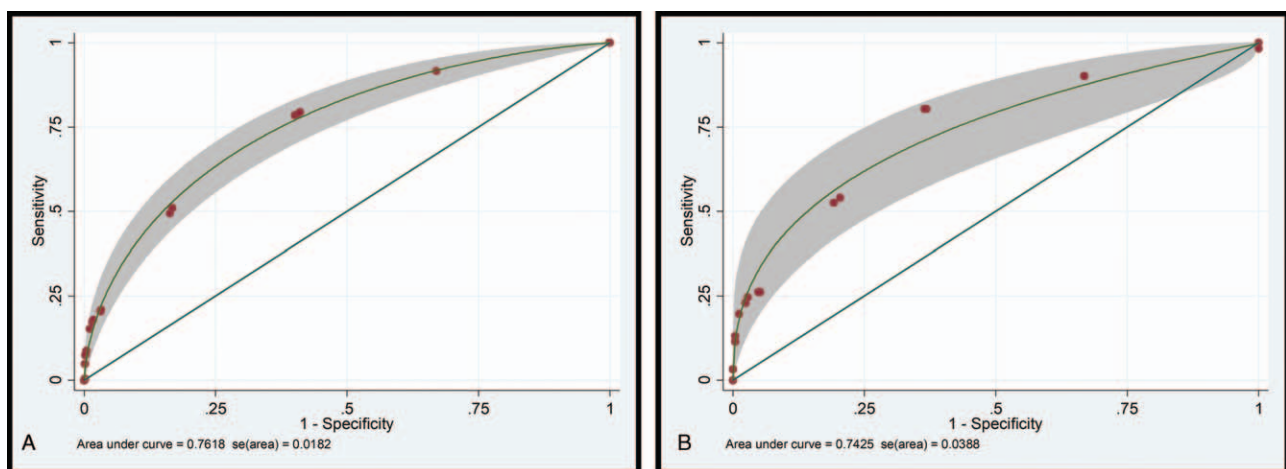 1
.75
.5
.25
0
Sensitivity
0 .25 .5 .75 1
1 - Specificity
A
Area under curve = 0.7618 se(area) = 0.0182
1
.75
.5
.25
0
Sensitivity
0 .25 .5 .75 1
1 - Specificity
B
Area under curve = 0.7425 se(area) = 0.0388